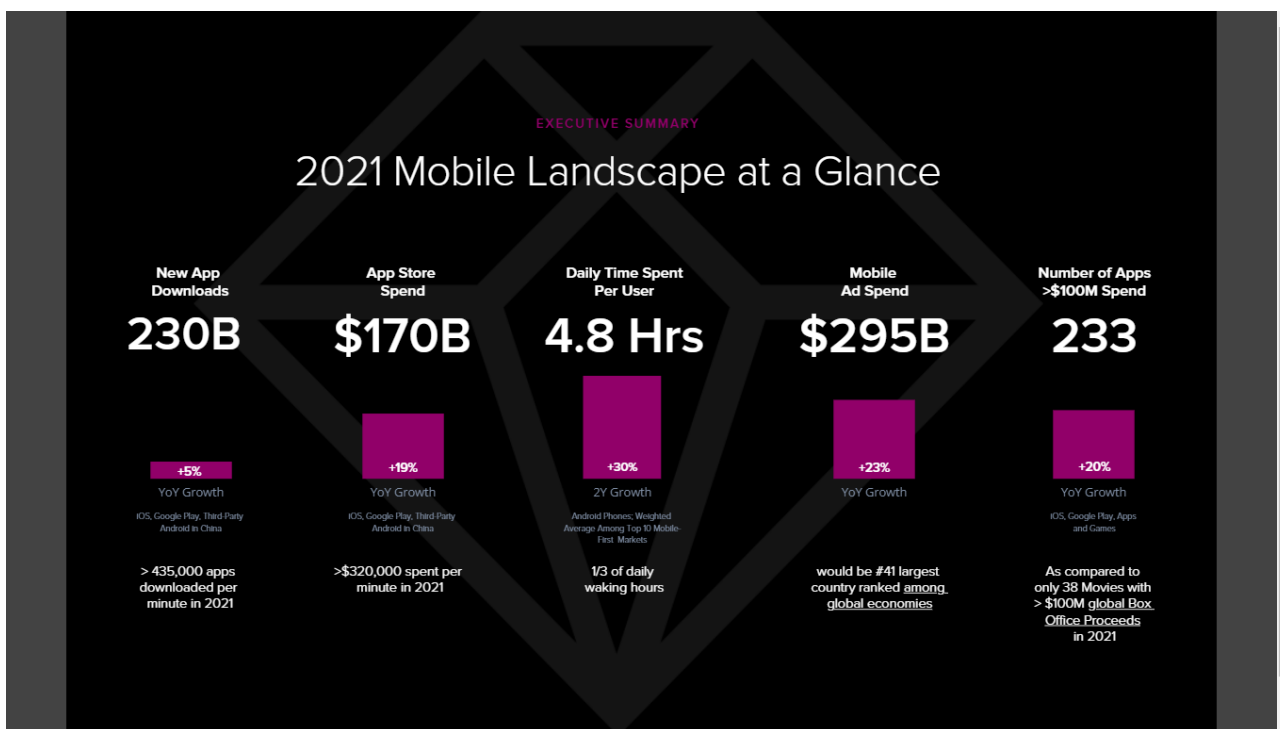 EXECUTIVE SUMMARY
2021 Mobile Landscape at a Glance
New App
Downloads
230B
+5%
YoY Growth
iOS, Google Play, Third-Party
Android in China
> 435,000 apps
downloaded per
minute in 2021
App Store
Spend
$170B
+19%
YoY Growth
iOS, Google Play, Third-Party
Android in China
>$320,000 spent per
minute in 2021
Daily Time Spent
Per User
4.8 Hrs
+30%
2Y Growth
Android Phones; Weighted
Average Among Top 10 Mobile-
First Markets
1/3 of daily
waking hours
Mobile
Ad Spend
$295B
+23%
YoY Growth
would be #41 largest
country ranked among
global economies
Number of Apps
>$100M Spend
233
+20%
YoY Growth
iOS, Google Play, Apps
and Games
As compared to
only 38 Movies with
> $100M global Box
Office Proceeds
in 2021